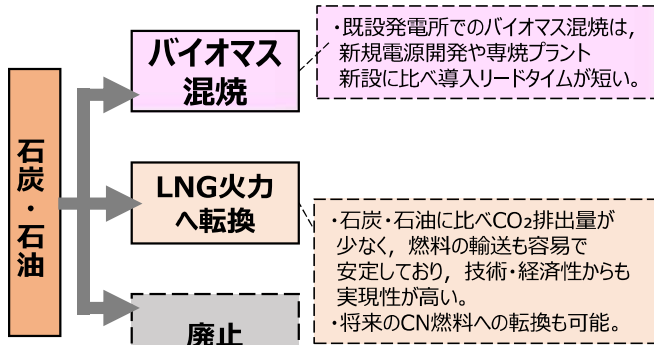 石炭・石油
バイオマス
混焼
・既設発電所でのバイオマス混焼は，
新規電源開発や専焼プラント
新設に比べ導入リードタイムが短い。
LNG火力
へ転換
・石炭・石油に比べCO₂排出量が
少なく，燃料の輸送も容易で
安定しており，技術・経済性からも
実現性が高い。
・将来のCN燃料への転換も可能。
廃止